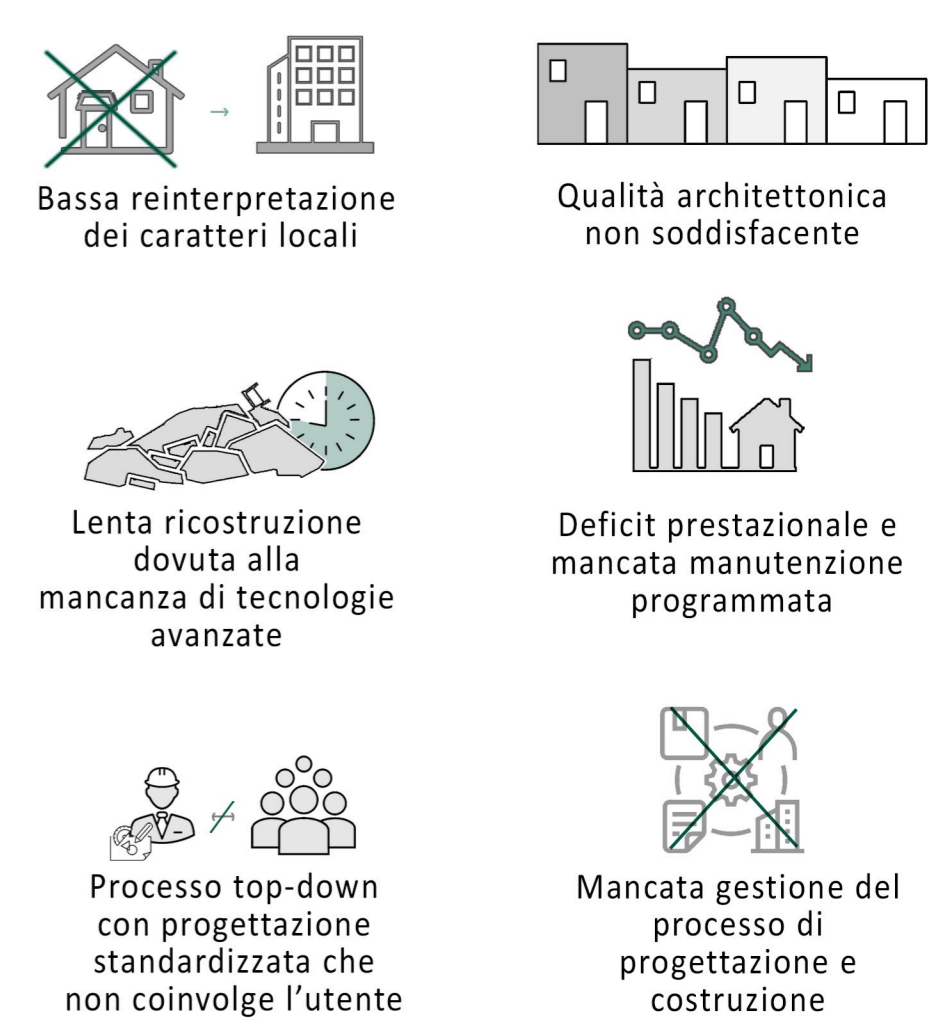 Bassa reinterpretazione
dei caratteri locali
Qualità architettonica
non soddisfacente
Lenta ricostruzione
dovuta alla
mancanza di tecnologie
avanzate
Deficit prestazionale e
mancata manutenzione
programmata
Processo top-down
con progettazione
standardizzata che
non coinvolge l’utente
Mancata gestione del
processo di
progettazione e
costruzione